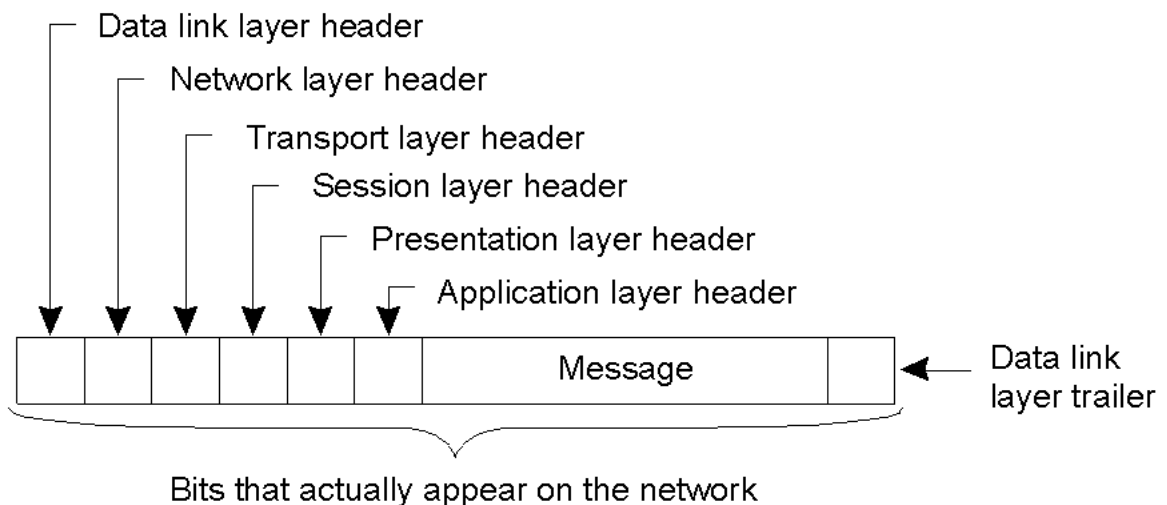 Data link layer header
Network layer header
Transport layer header
Session layer header
Presentation layer header
Application layer header
Message
Data link
layer trailer
Bits that actually appear on the network